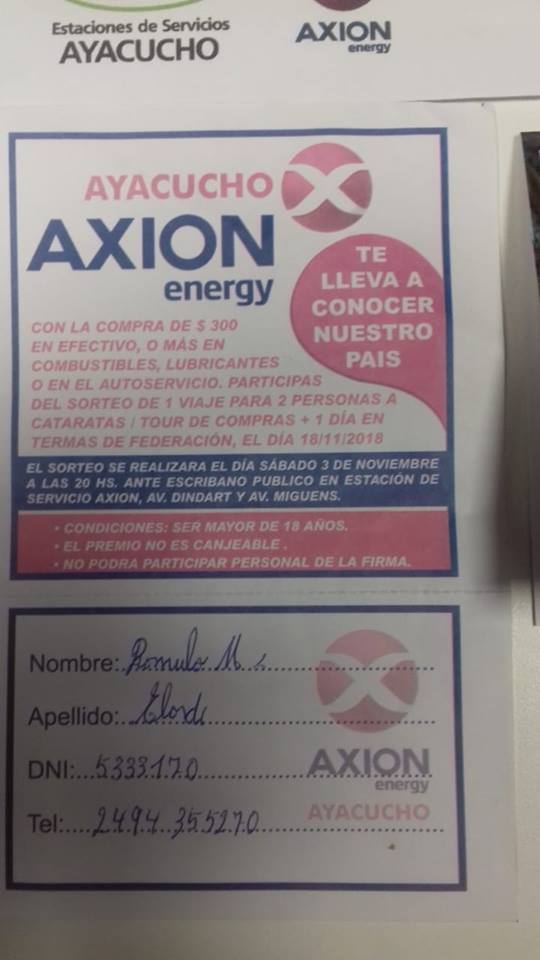 Estaciones de Servicios
AYACUCHO
AXION
energy
AYACUCHO
AXION
energy
TE
LLEVA A
CONOCER
NUESTRO
PAIS
CON LA COMPRA DE $ 300
EN EFECTIVO, O MÁS EN
COMBUSTIBLES, LUBRICANTES
O EN EL AUTOSERVICIO. PARTICIPAS
DEL SORTEO DE 1 VIAJE PARA 2 PERSONAS A
CATARATAS / TOUR DE COMPRAS + 1 DÍA EN
TERMAS DE FEDERACIÓN, EL DÍA 18/11/2018
EL SORTEO SE REALIZARA EL DÍA SÁBADO 3 DE NOVIEMBRE
A LAS 20 HS. ANTE ESCRIBANO PUBLICO EN ESTACIÓN DE
SERVICIO AXION, AV. DINDART Y AV. MIGUENS.
• CONDICIONES: SER MAYOR DE 18 AÑOS.
• EL PREMIO NO ES CANJEABLE .
• NO PODRA PARTICIPAR PERSONAL DE LA FIRMA.
Nombre: Romulo M
Apellido:
DNI: 5333170
Tel: 2494 355270
AXION
energy
AYACUCHO